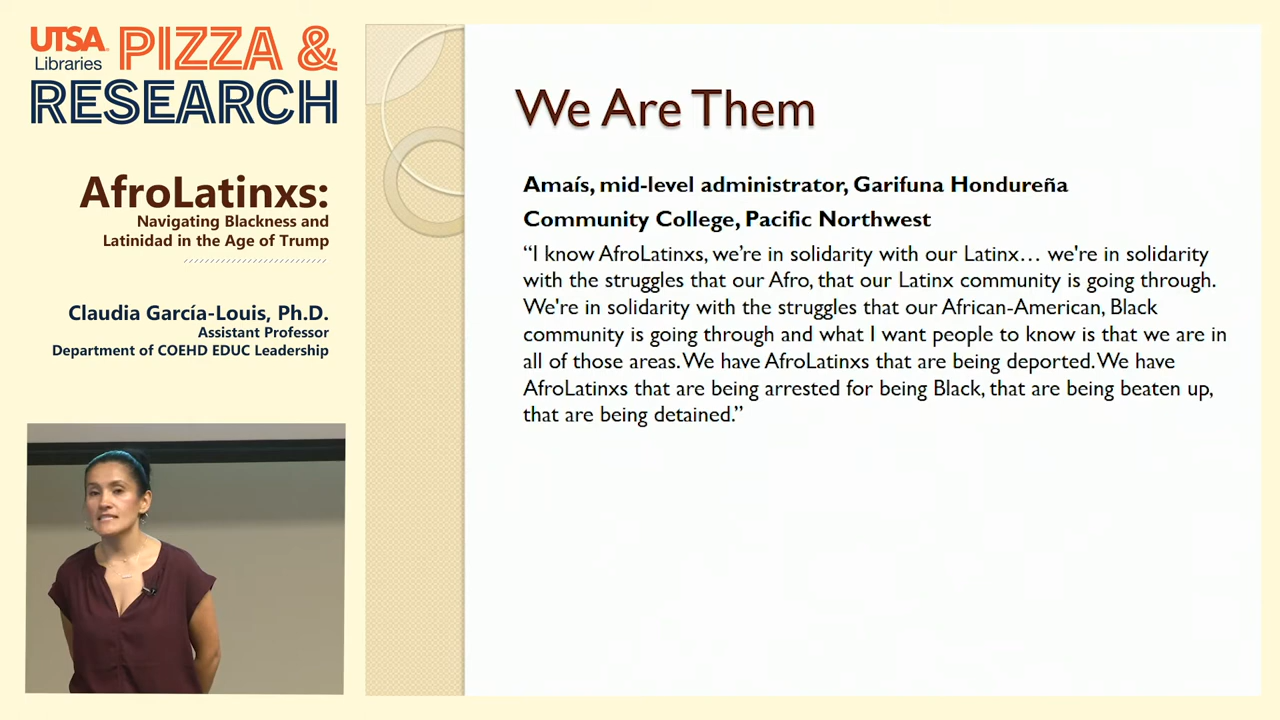 UTSA
Libraries
PIZZA &
RESEARCH
AfroLatinxs:
Navigating Blackness and
Latinidad in the Age of Trump
Claudia García-Louis, Ph.D.
Assistant Professor
Department of COEHD EDUC Leadership
We Are Them
Amaís, mid-level administrator, Garifuna Hondureña
Community College, Pacific Northwest
“I know AfroLatinxs, we’re in solidarity with our Latinx… we're in solidarity
with the struggles that our Afro, that our Latinx community is going through.
We're in solidarity with the struggles that our African-American, Black
community is going through and what I want people to know is that we are in
all of those areas. We have AfroLatinxs that are being deported. We have
AfroLatinxs that are being arrested for being Black, that are being beaten up,
that are being detained.”